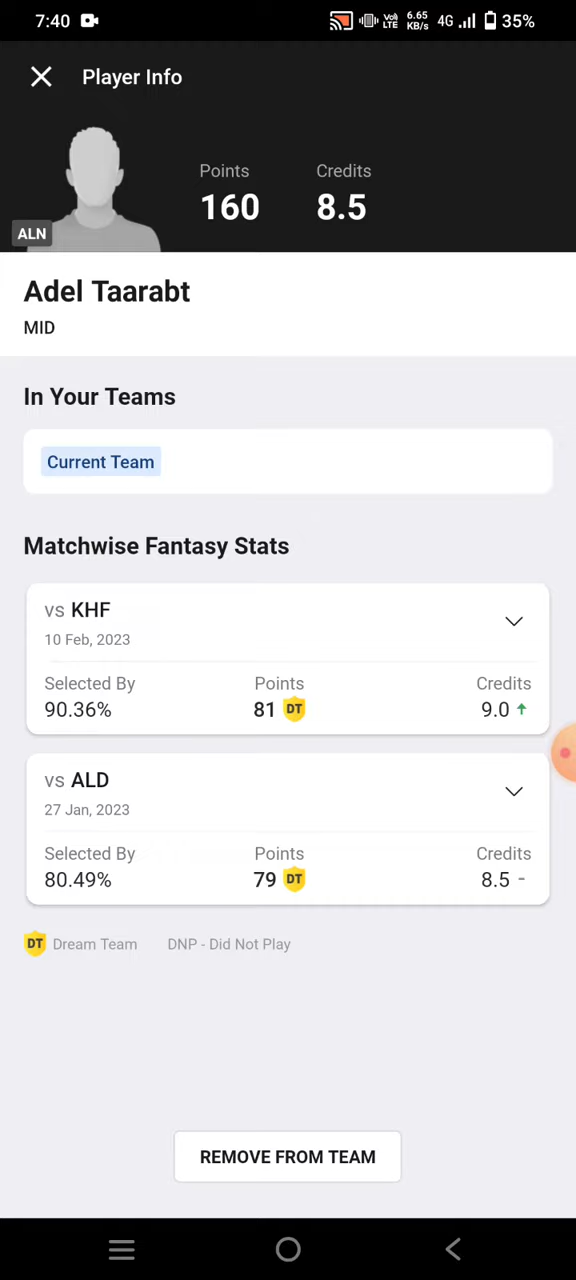 7:40 Vo) LTE 6.65 KB/s 4G 35%
Player Info
Points Credits
160 8.5
ALN
Adel Taarabt
MID
In Your Teams
Current Team
Matchwise Fantasy Stats
vs KHF
10 Feb, 2023
Selected By Points Credits
90.36% 81 DT 9.0
vs ALD
27 Jan, 2023
Selected By Points Credits
80.49% 79 DT 8.5 -
DT Dream Team DNP - Did Not Play
REMOVE FROM TEAM